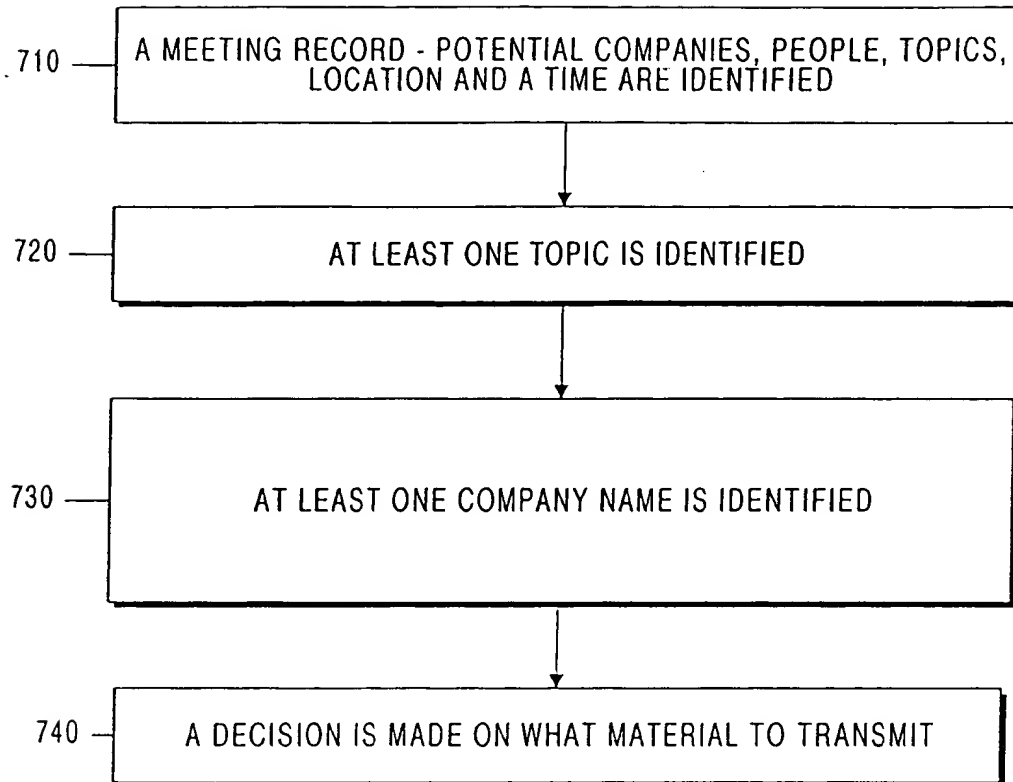 710
A MEETING RECORD - POTENTIAL COMPANIES, PEOPLE, TOPICS,
LOCATION AND A TIME ARE IDENTIFIED
720
AT LEAST ONE TOPIC IS IDENTIFIED
730
AT LEAST ONE COMPANY NAME IS IDENTIFIED
740
A DECISION IS MADE ON WHAT MATERIAL TO TRANSMIT